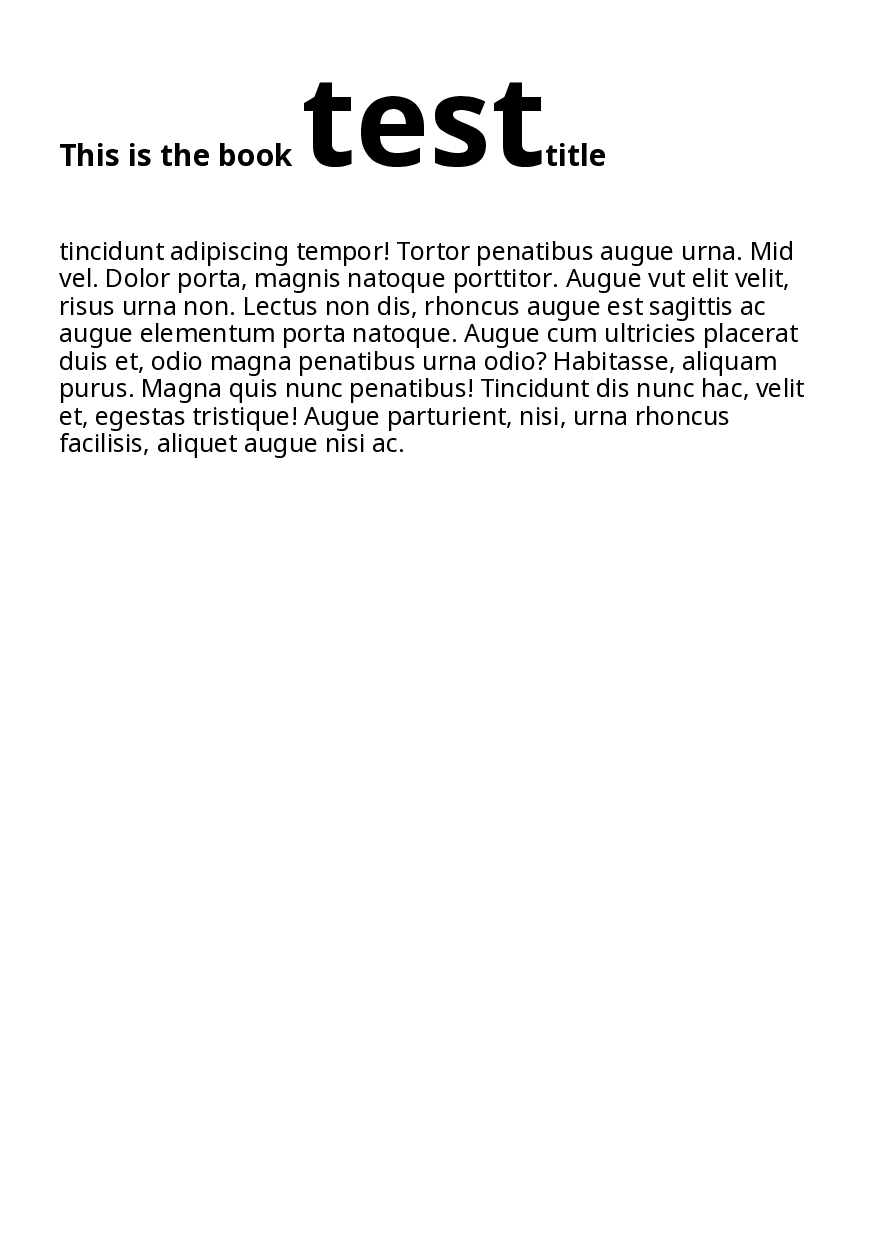 This is the book test title
tincidunt adipiscing tempor! Tortor penatibus augue urna. Mid
vel. Dolor porta, magnis natoque porttitor. Augue vut elit velit,
risus urna non. Lectus non dis, rhoncus augue est sagittis ac
augue elementum porta natoque. Augue cum ultricies placerat
duis et, odio magna penatibus urna odio? Habitasse, aliquam
purus. Magna quis nunc penatibus! Tincidunt dis nunc hac, velit
et, egestas tristique! Augue parturient, nisi, urna rhoncus
facilisis, aliquet augue nisi ac.